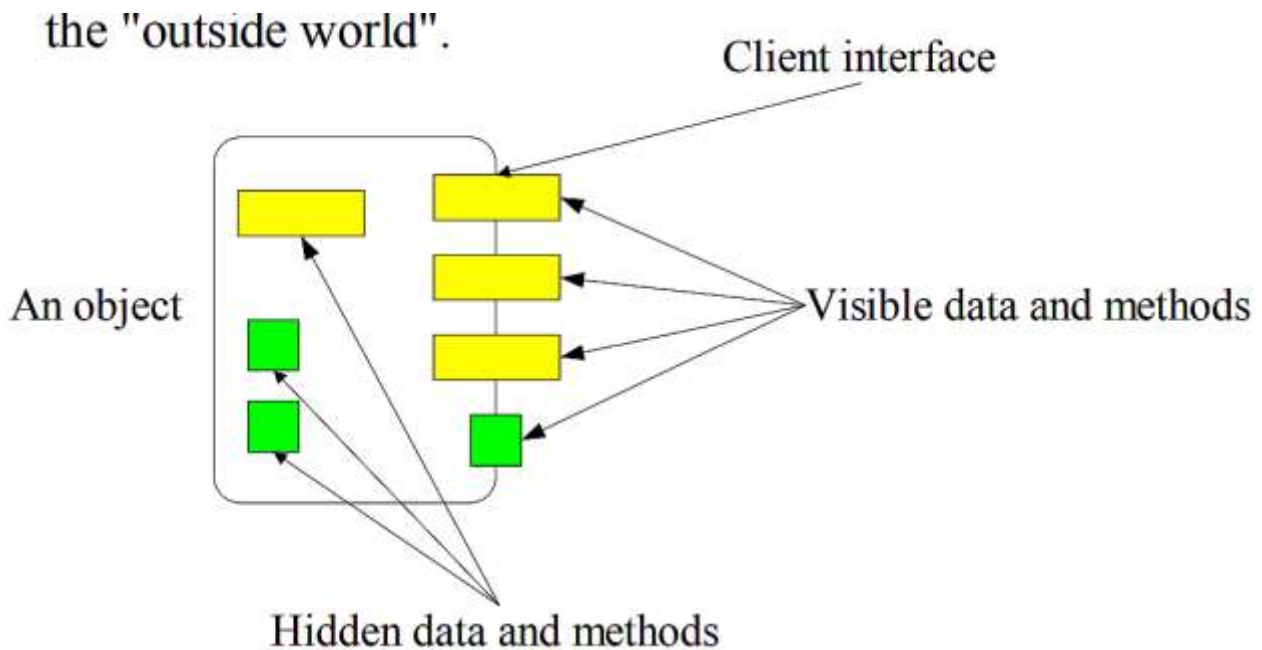 the "outside world".
Client interface
An object
Visible data and methods
Hidden data and methods